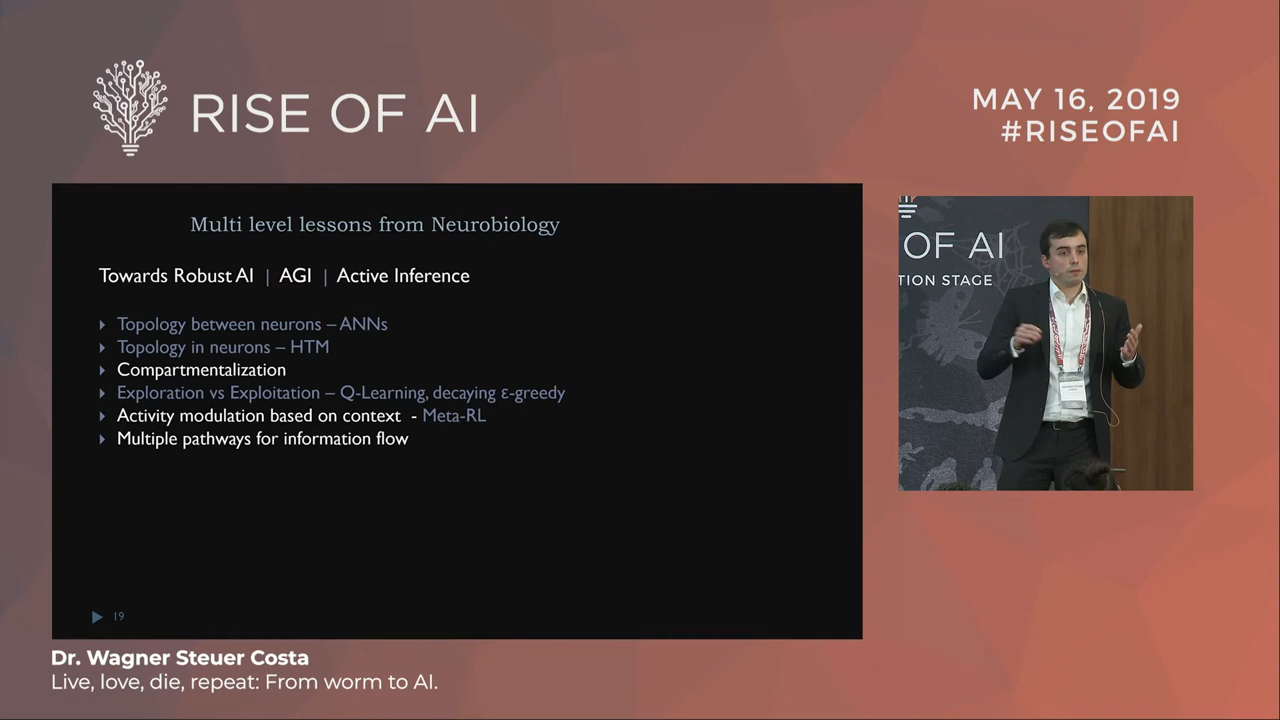 RISE OF AI
MAY 16, 2019
#RISEOFAI
Multi level lessons from Neurobiology
Towards Robust AI | AGI | Active Inference
Topology between neurons – ANNs
Topology in neurons – HTM
Compartmentalization
Exploration vs Exploitation – Q-Learning, decaying ε-greedy
Activity modulation based on context - Meta-RL
Multiple pathways for information flow
19
OF AI
TION STAGE
Dr. Wagner Steuer Costa
Live, love, die, repeat: From worm to AI.